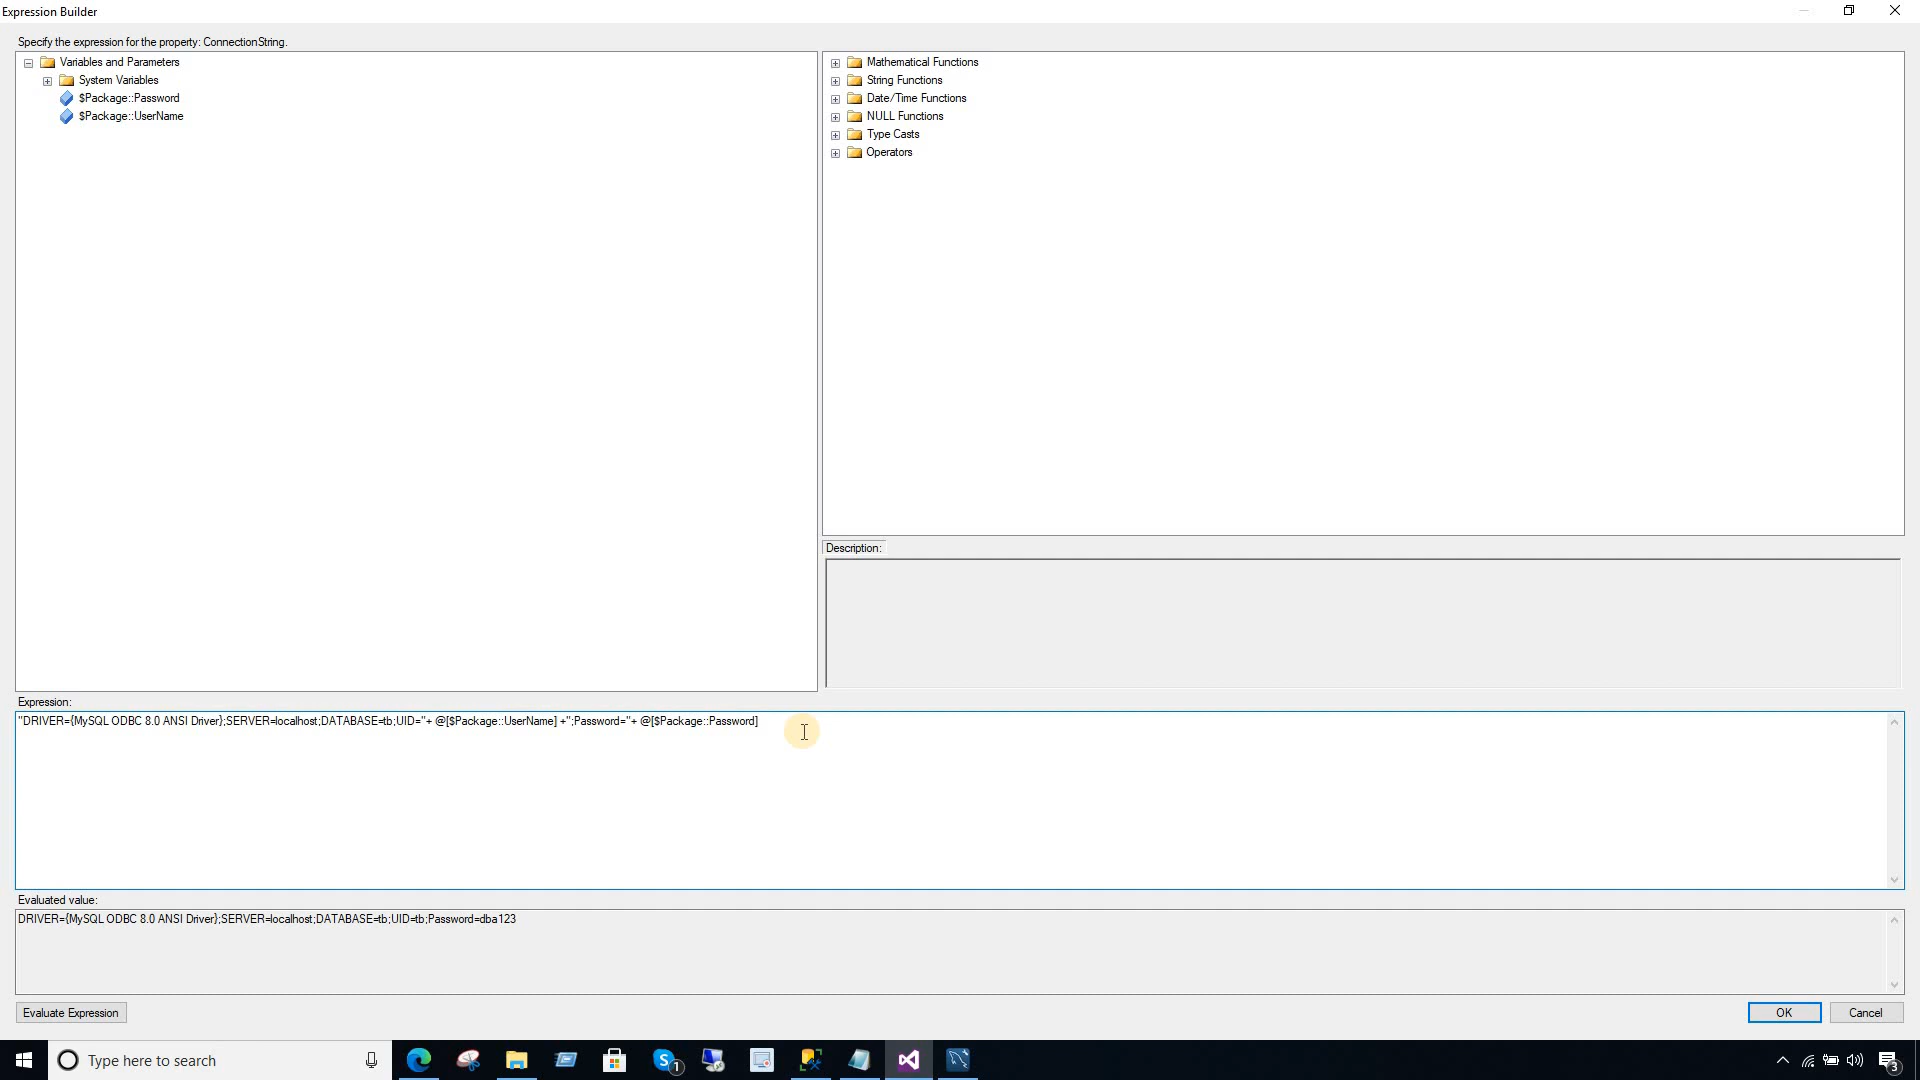 Expression Builder
Specify the expression for the property: ConnectionString.
Variables and Parameters
System Variables
$Package::Password
$Package::UserName
Mathematical Functions
String Functions
Date/Time Functions
NULL Functions
Type Casts
Operators
Description:
Expression:
"DRIVER={MySQL ODBC 8.0 ANSI Driver};SERVER=localhost;DATABASE=tb;UID="+ @[$Package::UserName] +";Password="+ @[$Package::Password]
Evaluated value:
DRIVER={MySQL ODBC 8.0 ANSI Driver};SERVER=localhost;DATABASE=tb;UID=tb;Password=dba123
Evaluate Expression
OK
Cancel
Type here to search
S
1
3